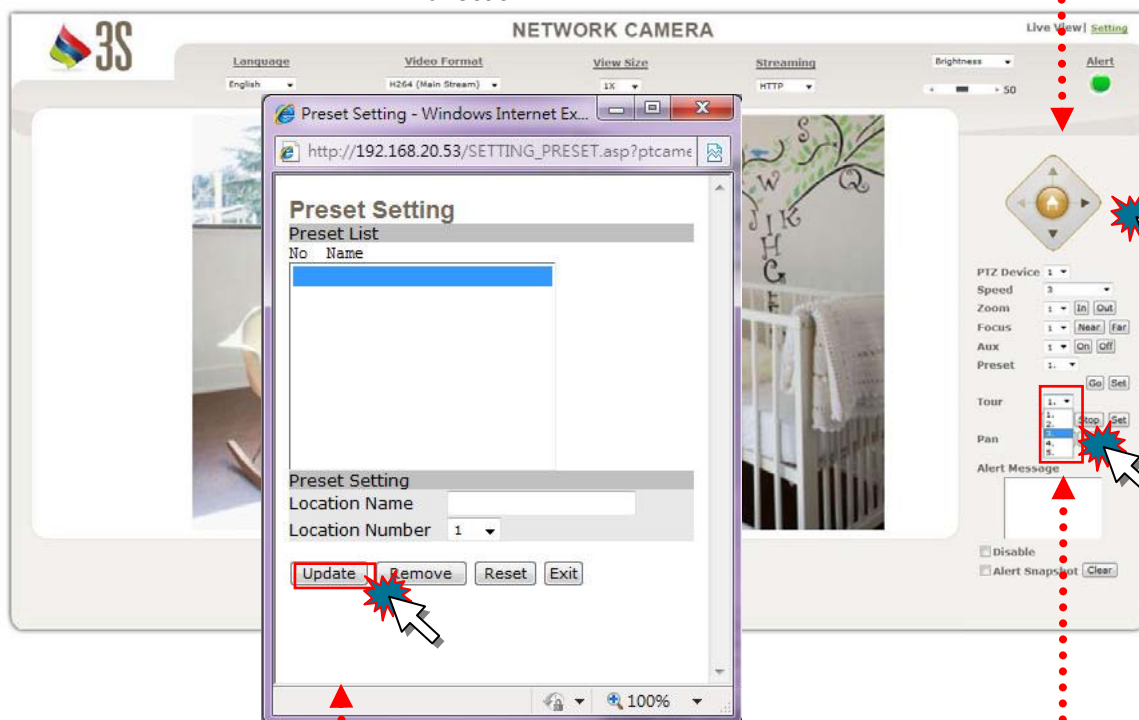 3S
NETWORK CAMERA
Live View | Setting
Language
Video Format
View Size
Streaming
Brightness
Alert
English
H264 (Main Stream)
1X
HTTP
50
Preset Setting - Windows Internet Ex...
http://192.168.20.53/SETTING_PRESET.asp?ptcame
Preset Setting
Preset List
No Name
Preset Setting
Location Name
Location Number 1
Update Remove Reset Exit
100%
S
W Q
J I K
H
G
PTZ Device 1
Speed 3
Zoom 1 In Out
Focus 1 Near Far
Aux 1 On Off
Preset 1.
Go Set
Tour 1.
1.
2.
3.
4.
5.
Stop Set
Pan
Alert Message
Disable
Alert Snapshot Clear